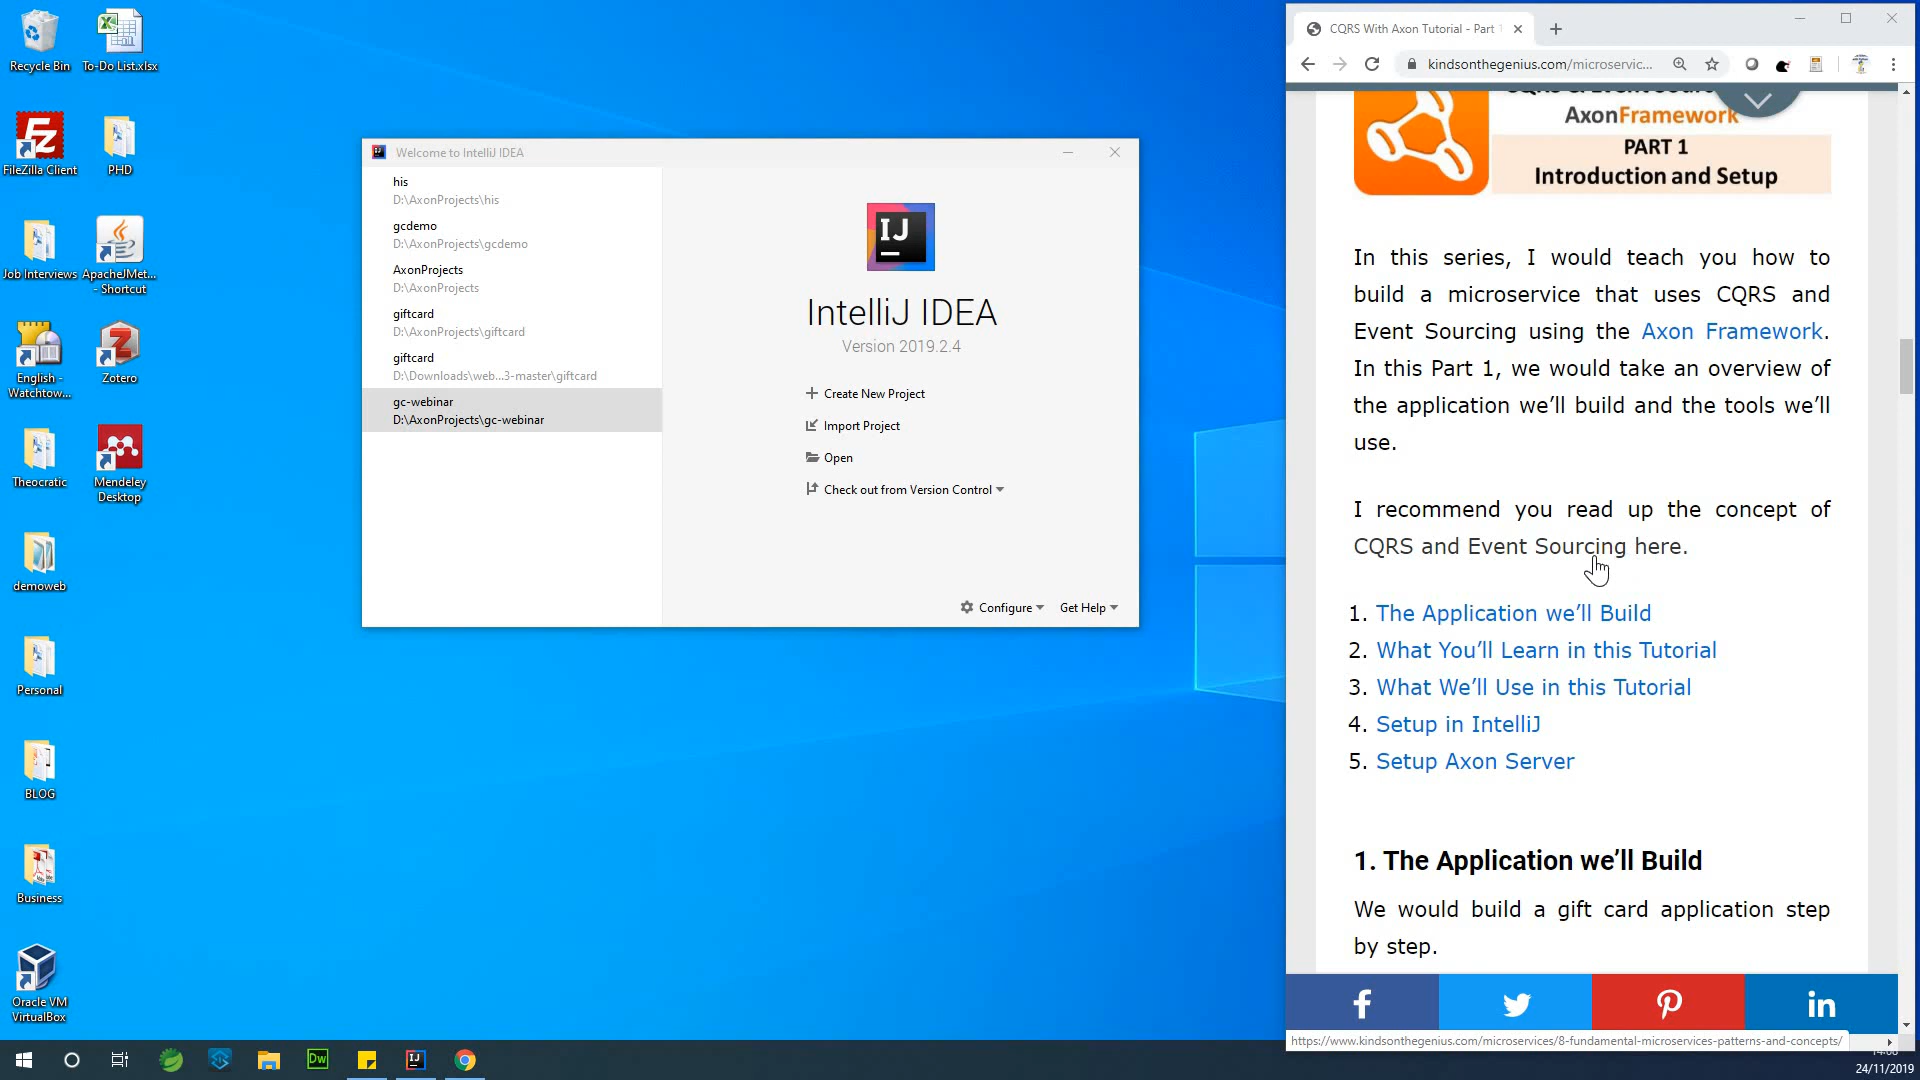 Recycle Bin
To-Do List.xlsx
FileZilla Client
PHD
Job Interviews
ApacheJMet...
- Shortcut
English -
Watchtow...
Zotero
Theocratic
Mendeley
Desktop
demoweb
Personal
BLOG
Business
Oracle VM
VirtualBox
Welcome to IntelliJ IDEA
his
D:\AxonProjects\his
gcdemo
D:\AxonProjects\gcdemo
AxonProjects
D:\AxonProjects
giftcard
D:\AxonProjects\giftcard
giftcard
D:\Downloads\web...3-master\giftcard
gc-webinar
D:\AxonProjects\gc-webinar
IJ
IntelliJ IDEA
Version 2019.2.4
Create New Project
Import Project
Open
Check out from Version Control
Configure
Get Help
CQRS With Axon Tutorial - Part 1
kindsonthegenius.com/microservic...
AxonFramework
PART 1
Introduction and Setup
In this series, I would teach you how to
build a microservice that uses CQRS and
Event Sourcing using the Axon Framework.
In this Part 1, we would take an overview of
the application we'll build and the tools we'll
use.
I recommend you read up the concept of
CQRS and Event Sourcing here.
1. The Application we'll Build
2. What You'll Learn in this Tutorial
3. What We'll Use in this Tutorial
4. Setup in IntelliJ
5. Setup Axon Server
1. The Application we'll Build
We would build a gift card application step
by step.
https://www.kindsonthegenius.com/microservices/8-fundamental-microservices-patterns-and-concepts/
Dw
IJ
24/11/2019